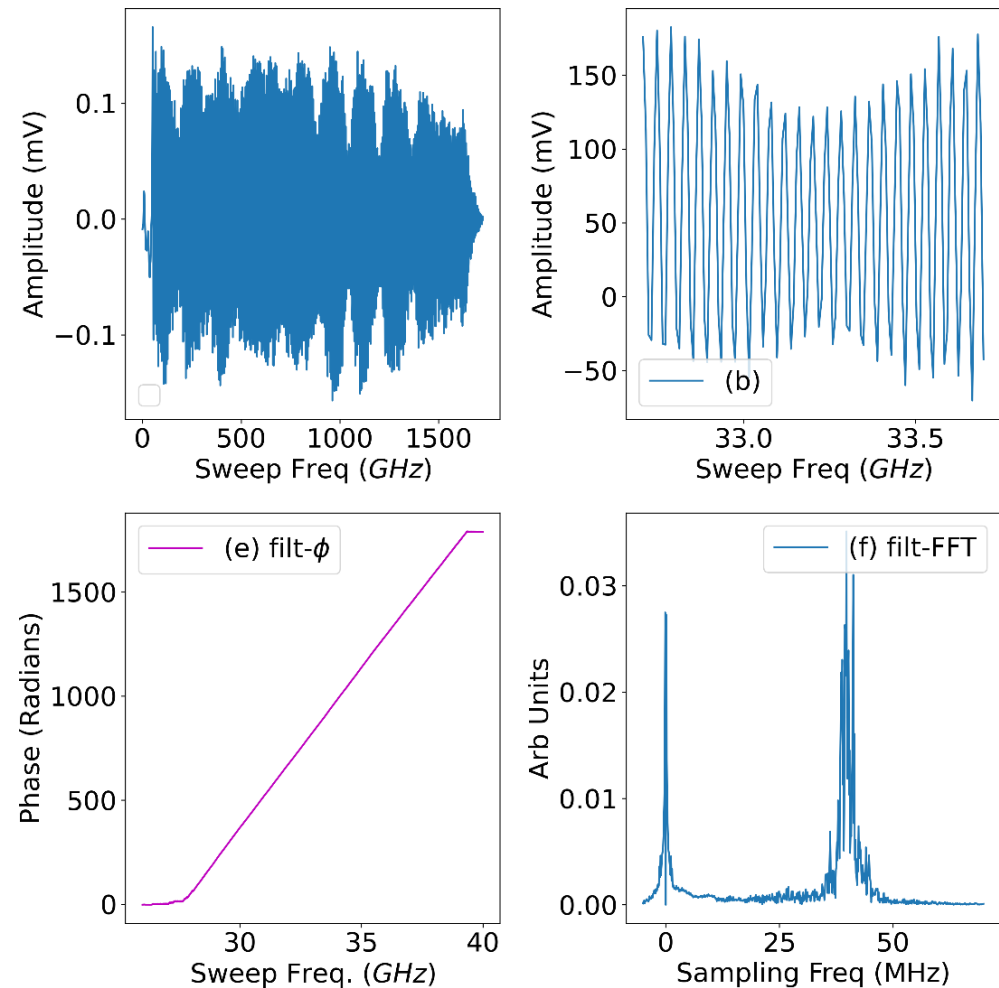 Amplitude (mV)
0.1
0.0
−0.1
0 500 1000 1500
Sweep Freq (GHz)
Amplitude (mV)
150
100
50
0
−50
(b)
33.0 33.5
Sweep Freq (GHz)
Phase (Radians)
1500
1000
500
0
(e) filt-ϕ
30 35 40
Sweep Freq. (GHz)
Arb Units
0.03
0.02
0.01
0.00
(f) filt-FFT
0 25 50
Sampling Freq (MHz)